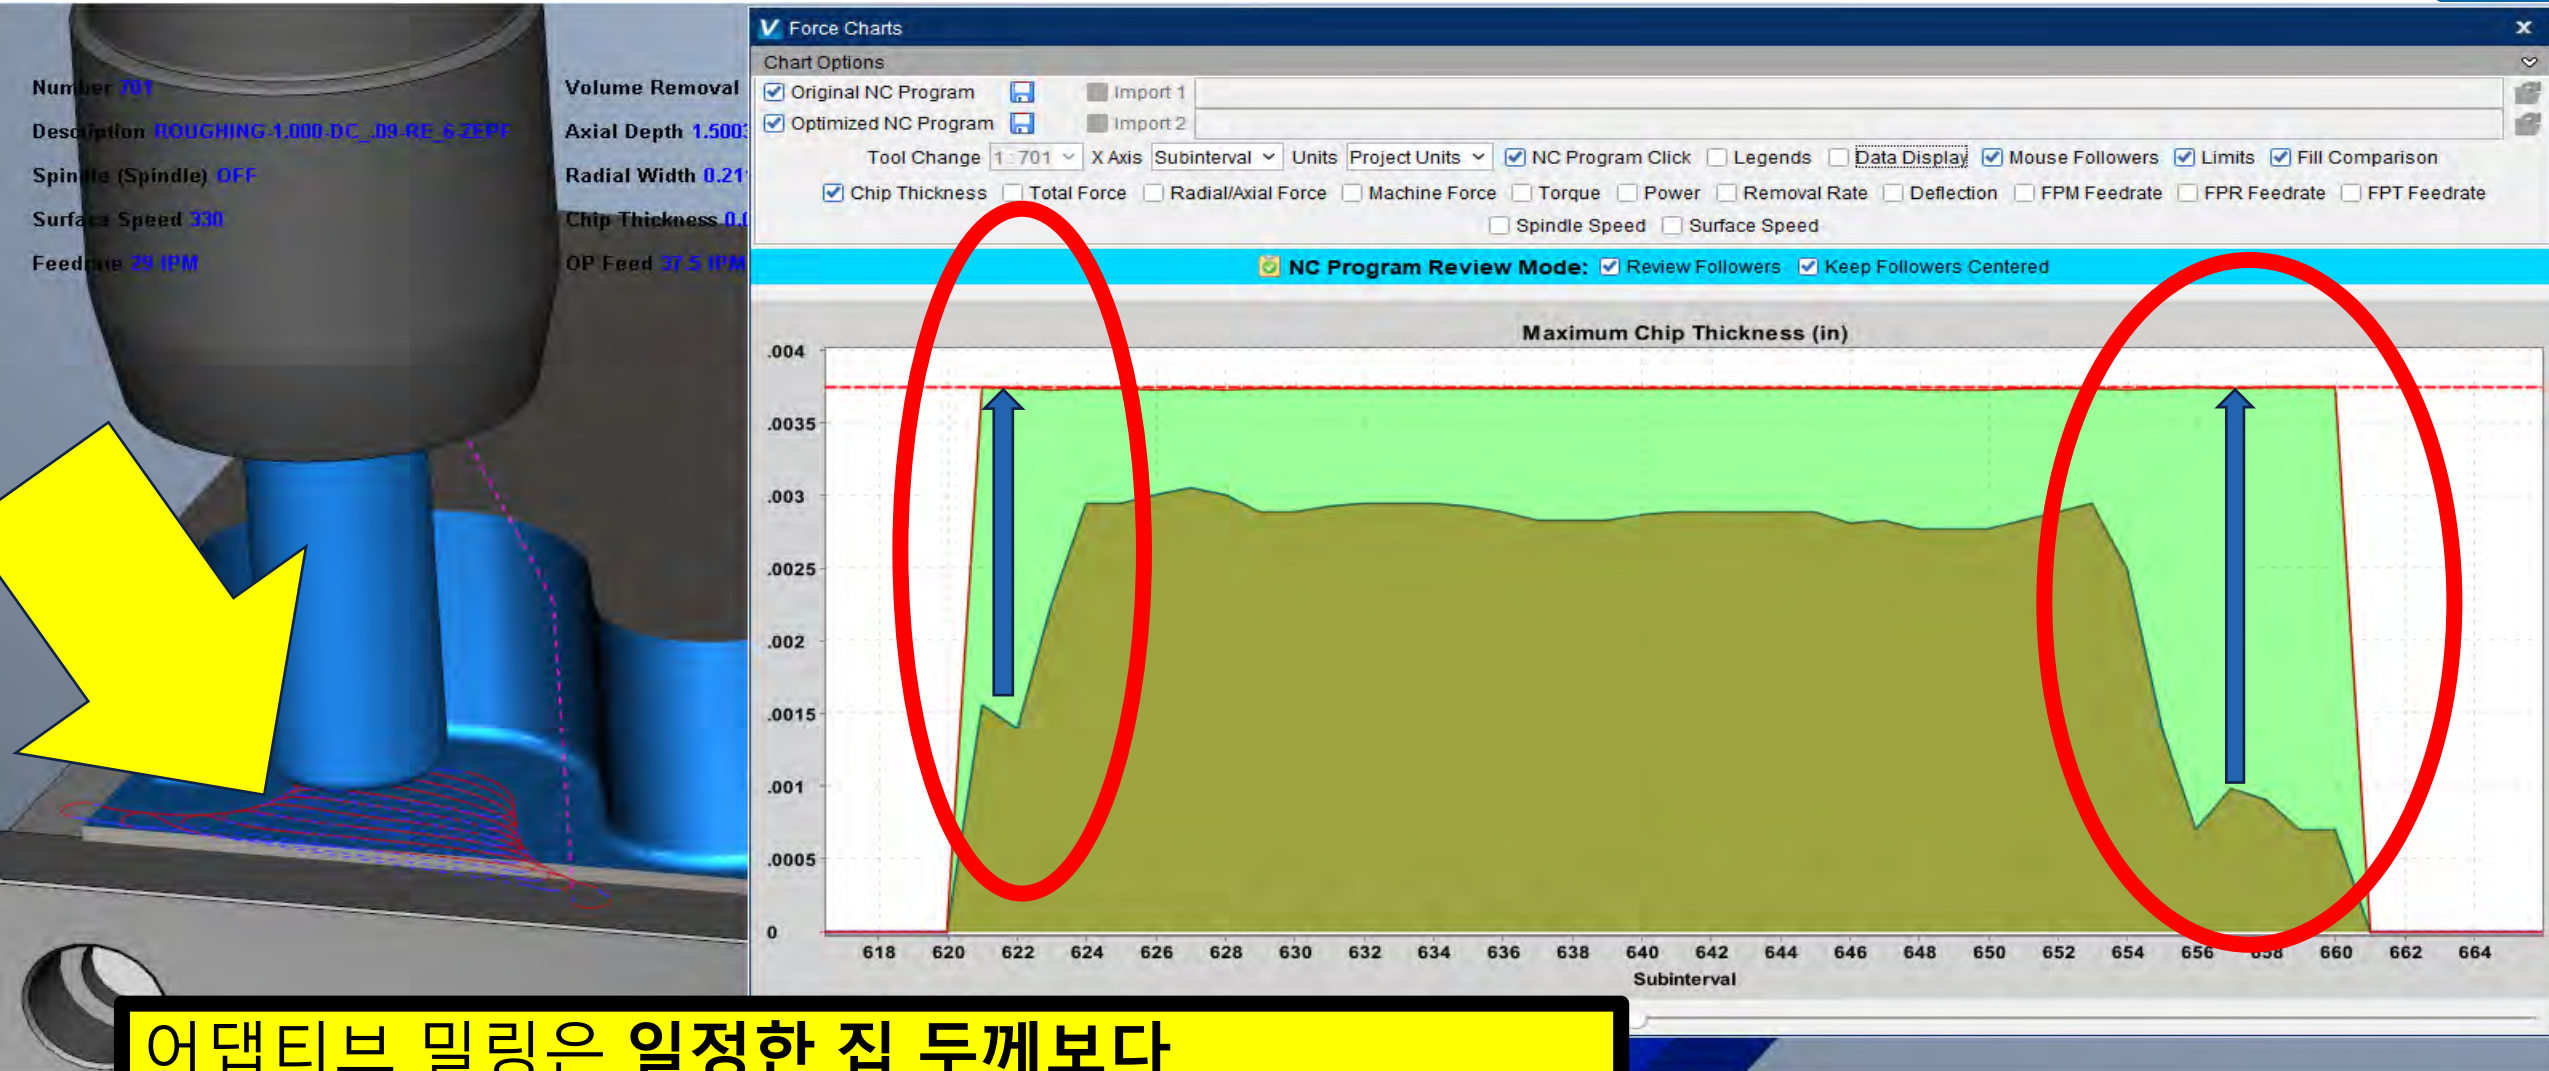 Number 701
Description ROUGHING-1.000-DC_.09-RE_6-ZEPF
Spindle (Spindle) OFF
Surface Speed 330
Feedrate 29 IPM
Volume Removal
Axial Depth 1.5003
Radial Width 0.21
Chip Thickness 0.0
OP Feed 37.5 IPM
Force Charts
Chart Options
Original NC Program Import 1
Optimized NC Program Import 2
Tool Change 1 : 701 X Axis Subinterval Units Project Units NC Program Click Legends Data Display Mouse Followers Limits Fill Comparison
Chip Thickness Total Force Radial/Axial Force Machine Force Torque Power Removal Rate Deflection FPM Feedrate FPR Feedrate FPT Feedrate
Spindle Speed Surface Speed
NC Program Review Mode: Review Followers Keep Followers Centered
Maximum Chip Thickness (in)
.004
.0035
.003
.0025
.002
.0015
.001
.0005
0
618 620 622 624 626 628 630 632 634 636 638 640 642 644 646 648 650 652 654 656 658 660 662 664
Subinterval
어댑티브 밀링은 일정한 집 두께보다